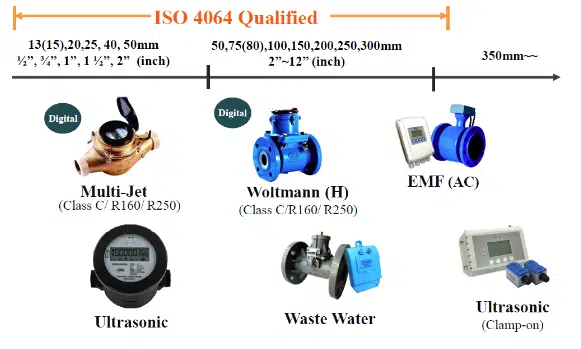 ISO 4064 Qualified
13(15),20,25, 40, 50mm
½”, ¾”, 1”, 1 ½”, 2”  (inch)
50,75(80),100,150,200,250,300mm
2”~12” (inch)
350mm~~
Digital
Multi-Jet
(Class C/ R160/ R250)
Digital
Woltmann (H)
(Class C/R160/ R250)
EMF (AC)
Ultrasonic
Waste Water
Ultrasonic
(Clamp-on)